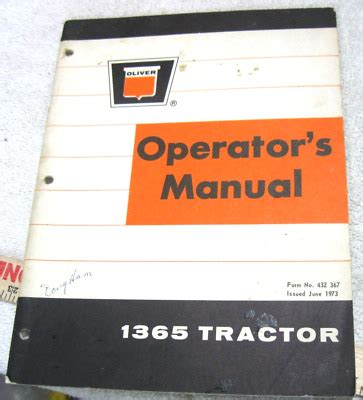 OLIVER
®
Operator's
Manual
Form No. 432 367
Issued June 1973
1365 TRACTOR